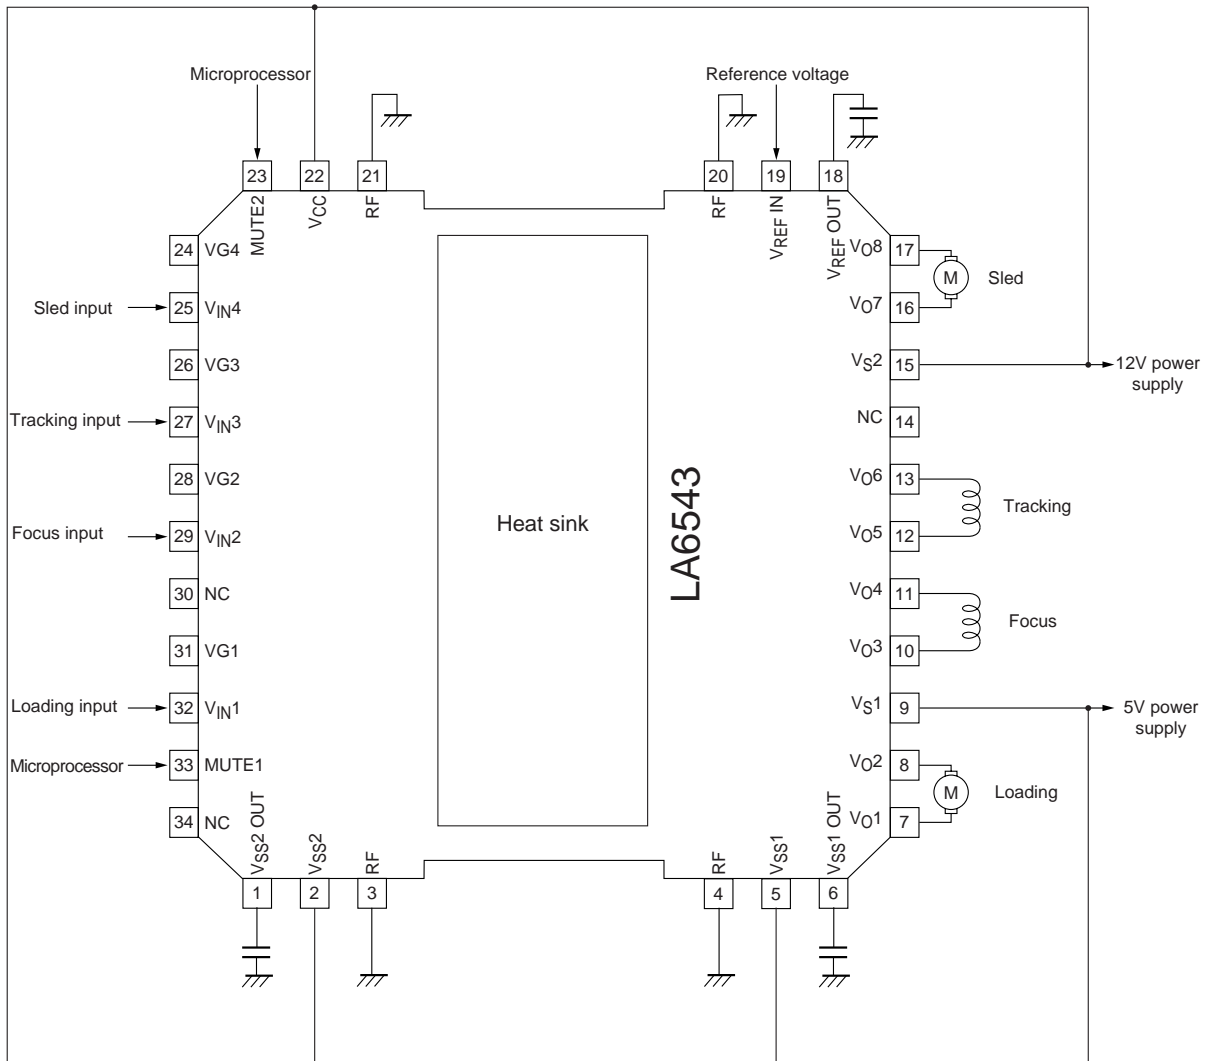 Microprocessor
Reference voltage
23
22
21
20
19
18
MUTE2
VCC
RF
RF
VREF IN
VREF OUT
24 VG4
VO8 17
M
Sled
Sled input
25 VIN4
VO7 16
26 VG3
VS2 15
12V power
supply
Tracking input
27 VIN3
NC 14
28 VG2
VO6 13
Tracking
Focus input
29 VIN2
VO5 12
Heat sink
LA6543
30 NC
VO4 11
Focus
31 VG1
VO3 10
Loading input
32 VIN1
VS1 9
5V power
supply
Microprocessor
33 MUTE1
VO2 8
M
Loading
34 NC
VO1 7
VSS2 OUT
VSS2
RF
RF
VSS1
VSS1 OUT
1
2
3
4
5
6